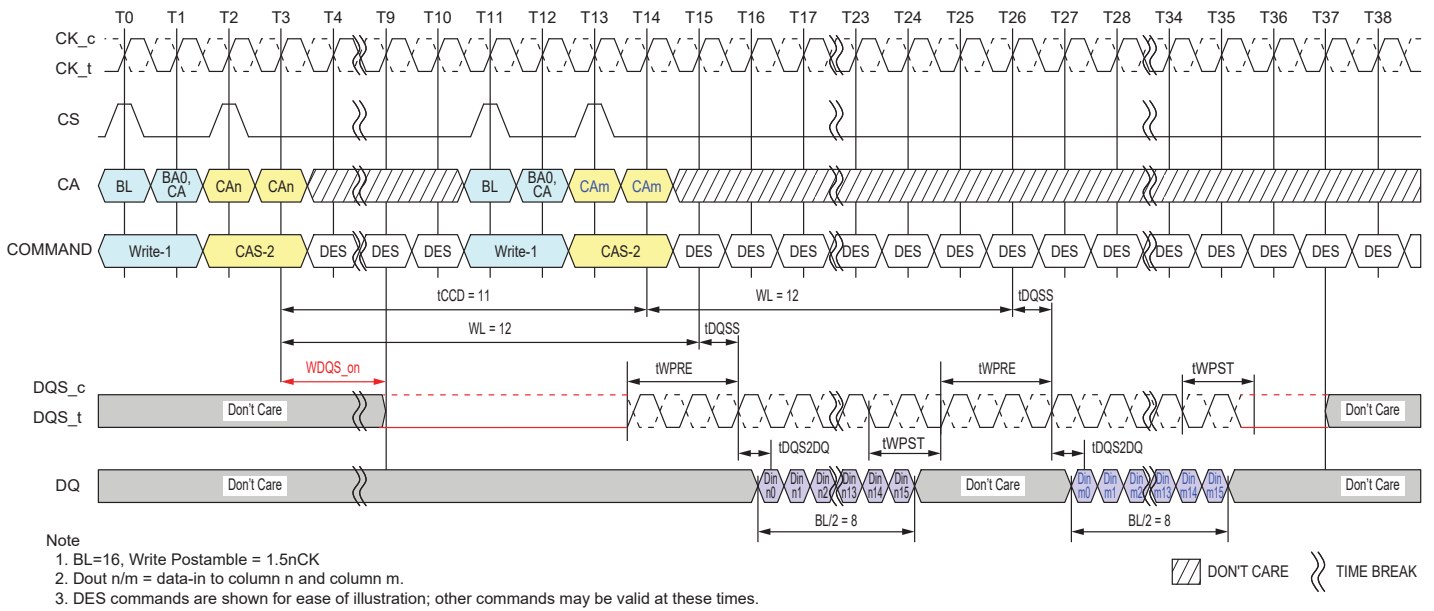 T0 T1 T2 T3 T4 T9 T10 T11 T12 T13 T14 T15 T16 T17 T23 T24 T25 T26 T27 T28 T34 T35 T36 T37 T38
CK_c
CK_t
CS
CA BL BA0, CA CAn CAn BL BA0, CA CAm CAm
COMMAND Write-1 CAS-2 DES DES DES Write-1 CAS-2 DES DES DES DES DES DES DES DES DES DES DES DES DES DES
tCCD = 11 WL = 12 tDQSS
WL = 12 tDQSS
WDQS_on tWPRE tWPRE tWPST
DQS_c
DQS_t Don't Care Don't Care
tDQS2DQ tWPST tDQS2DQ
DQ Don't Care Din n0 Din n1 Din n2 Din n13 Din n14 Din n15 Don't Care Din m0 Din m1 Din m2 Din m13 Din m14 Din m15 Don't Care
BL/2 = 8 BL/2 = 8
Note
1. BL=16, Write Postamble = 1.5nCK
2. Dout n/m = data-in to column n and column m.
3. DES commands are shown for ease of illustration; other commands may be valid at these times.
DON'T CARE TIME BREAK